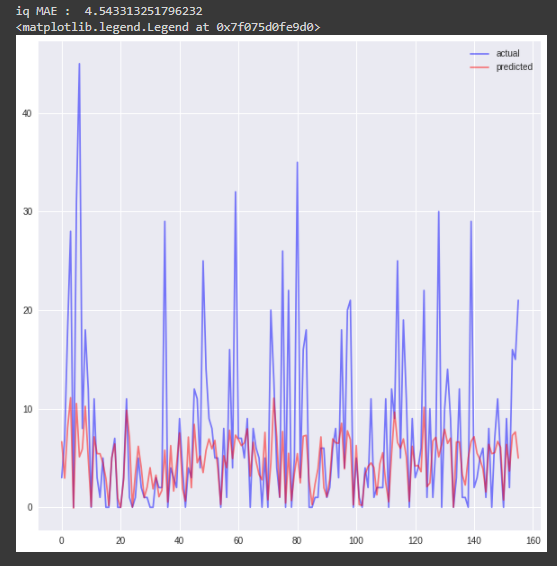 iq MAE :  4.543313251796232
<matplotlib.legend.Legend at 0x7f075d0fe9d0>
actual
predicted
40
30
20
10
0
0 20 40 60 80 100 120 140 160